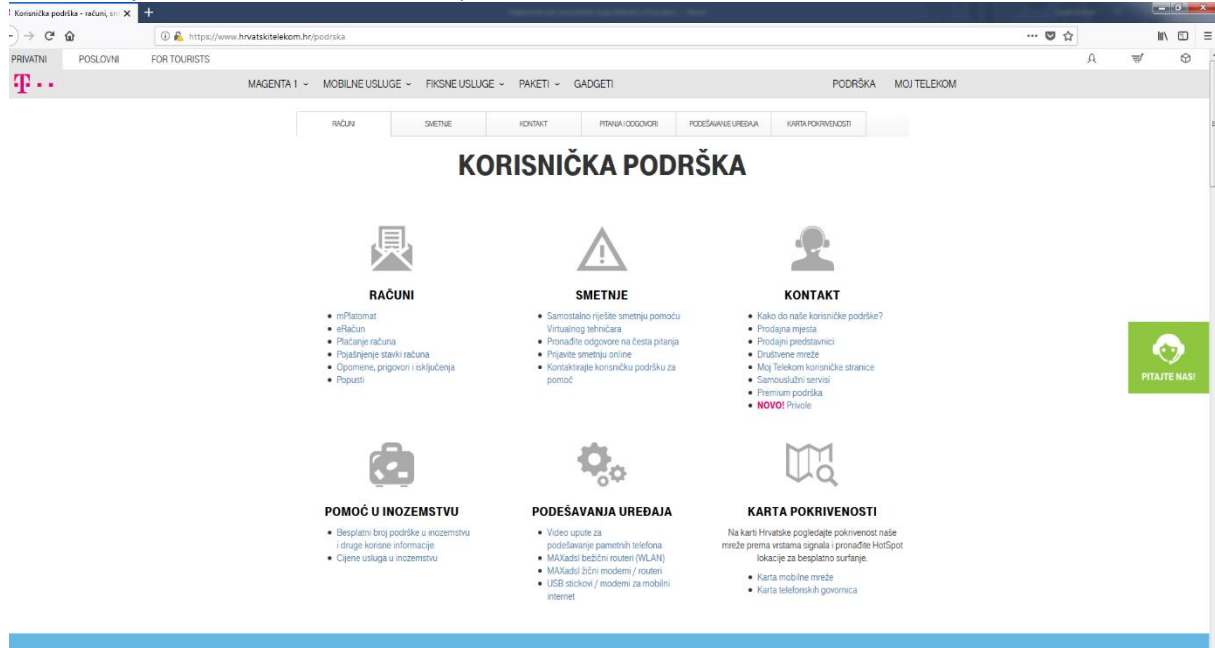 Korisnička podrška - računi, sm
https://www.hrvatskitelekom.hr/podrska
PRIVATNI POSLOVNI FOR TOURISTS
T
MAGENTA 1 MOBILNE USLUGE FIKSNE USLUGE PAKETI GADGETI PODRŠKA MOJ TELEKOM
RAČUNI SMETNJE KONTAKT PITANJA I ODGOVORI PODEŠAVANJE UREĐAJA KARTA POKRIVENOSTI
KORISNIČKA PODRŠKA
RAČUNI
mPlatomat
eRačun
Plaćanje računa
Pojašnjenje stavki računa
Opomene, prigovori i isključenja
Popusti
SMETNJE
Samostalno riješite smetnju pomoću
Virtualnog tehničara
Pronađite odgovore na česta pitanja
Prijavite smetnju online
Kontaktirajte korisničku podršku za
pomoć
KONTAKT
Kako do naše korisničke podrške?
Prodajna mjesta
Prodajni predstavnici
Društvene mreže
Moj Telekom korisničke stranice
Samouslužni servisi
Premium podrška
NOVO! Privole
PITAJTE NAS!
POMOĆ U INOZEMSTVU
Besplatni broj podrške u inozemstvu
i druge korisne informacije
Cijene usluga u inozemstvu
PODEŠAVANJA UREĐAJA
Video upute za
podešavanje pametnih telefona
MAXadsl bežični routeri (WLAN)
MAXadsl žični modemi / routeri
USB stickovi / modemi za mobilni
internet
KARTA POKRIVENOSTI
Na karti Hrvatske pogledajte pokrivenost naše
mreže prema vrstama signala i pronađite HotSpot
lokacije za besplatno surfanje.
Karta mobilne mreže
Karta telefonskih govornica